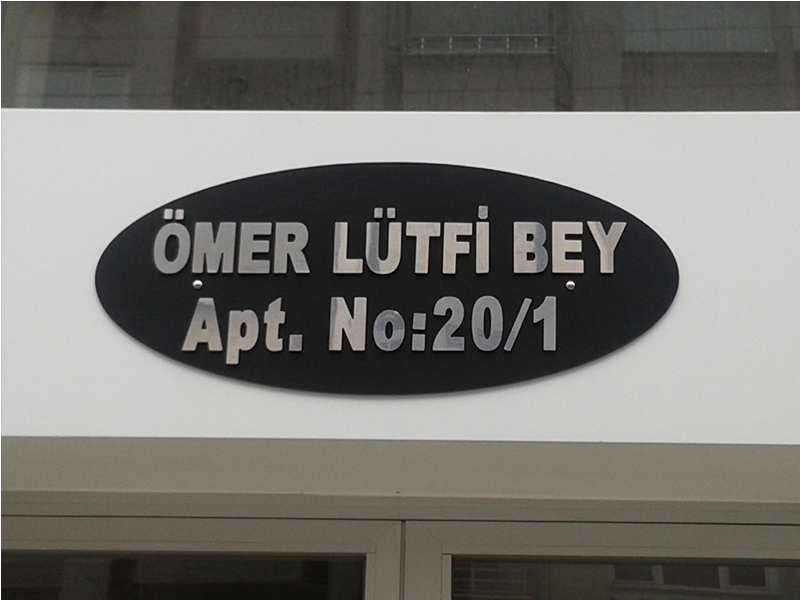 ÖMER LÜTFİ BEY
Apt. No:20/1